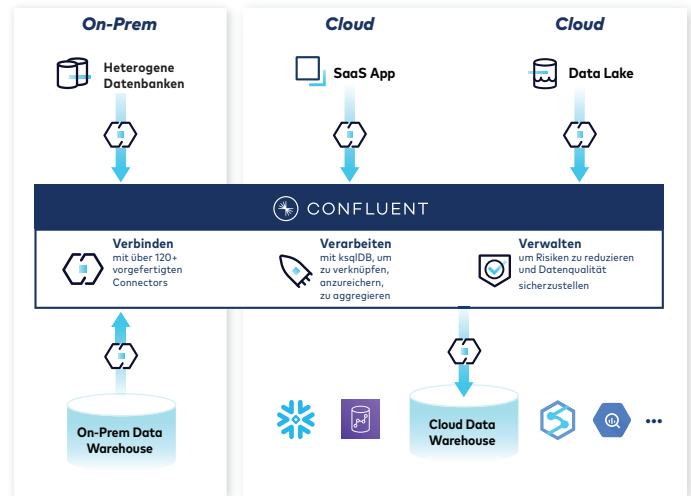 On-Prem
Cloud
Cloud
Heterogene
Datenbanken
SaaS App
Data Lake
CONFLUENT
Verbinden
mit über 120+
vorgefertigten
Connectors
Verarbeiten
mit ksqlDB, um
zu verknüpfen,
anzureichern,
zu aggregieren
Verwalten
um Risiken zu reduzieren
und Datenqualität
sicherzustellen
On-Prem Data
Warehouse
Cloud Data
Warehouse